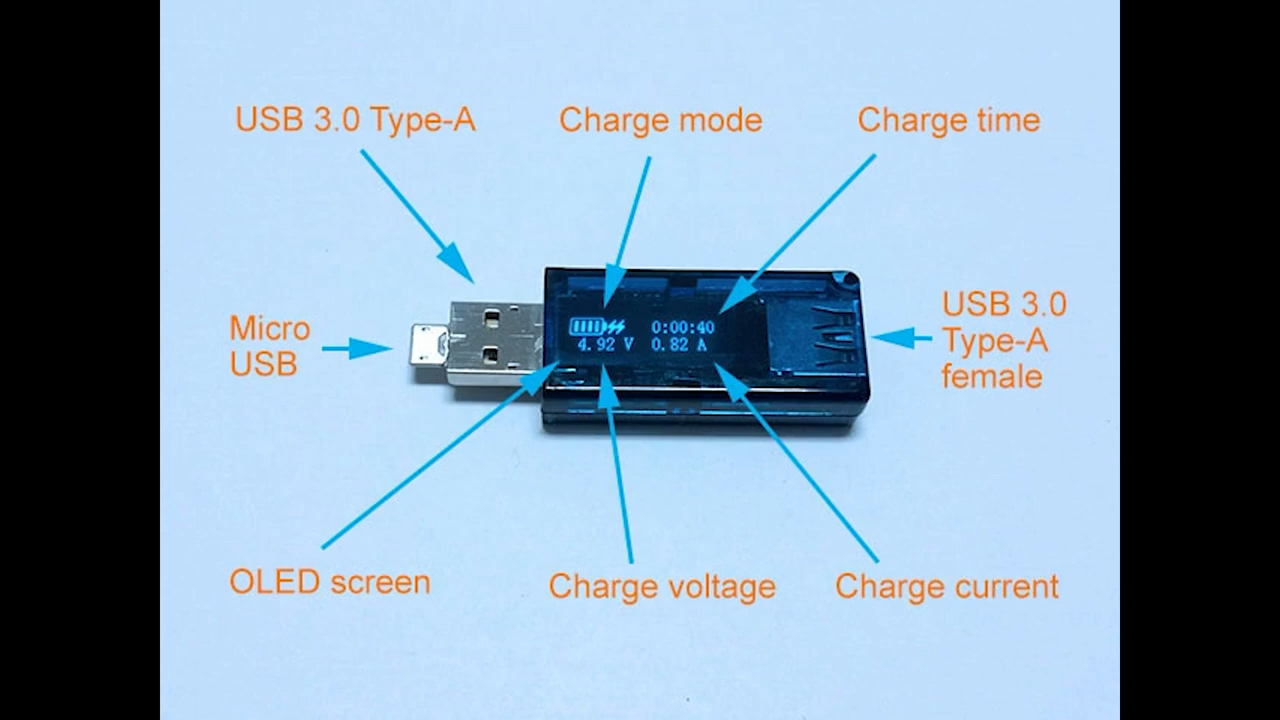 USB 3.0 Type-A
Charge mode
Charge time
Micro
USB
USB 3.0
Type-A
female
0:00:40
4.92 V 0.82 A
OLED screen
Charge voltage
Charge current